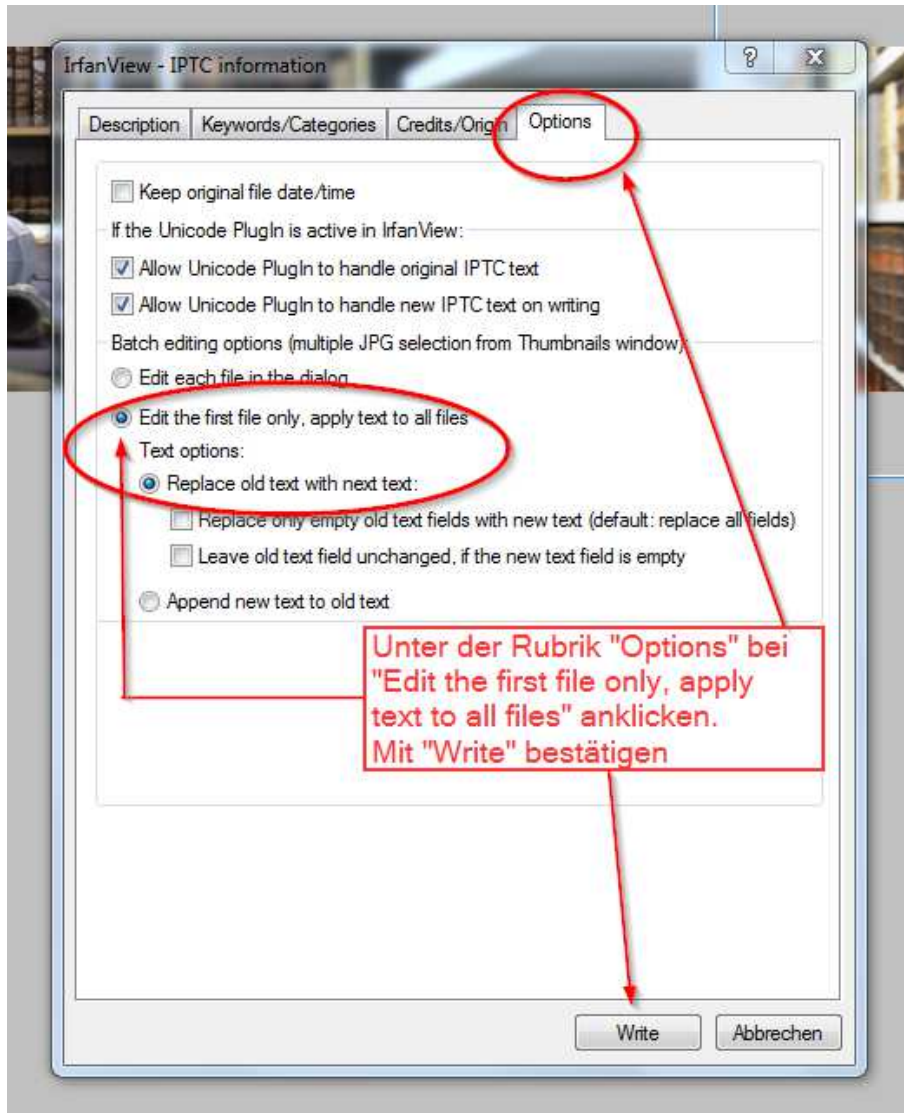 IrfanView - IPTC information
Description Keywords/Categories Credits/Origin Options
Keep original file date/time
If the Unicode PlugIn is active in IrfanView:
Allow Unicode PlugIn to handle original IPTC text
Allow Unicode PlugIn to handle new IPTC text on writing
Batch editing options (multiple JPG selection from Thumbnails window):
Edit each file in the dialog
Edit the first file only, apply text to all files
Text options:
Replace old text with next text:
Replace only empty old text fields with new text (default: replace all fields)
Leave old text field unchanged, if the new text field is empty
Append new text to old text
Unter der Rubrik "Options" bei
"Edit the first file only, apply
text to all files" anklicken.
Mit "Write" bestätigen
Write Abbrechen